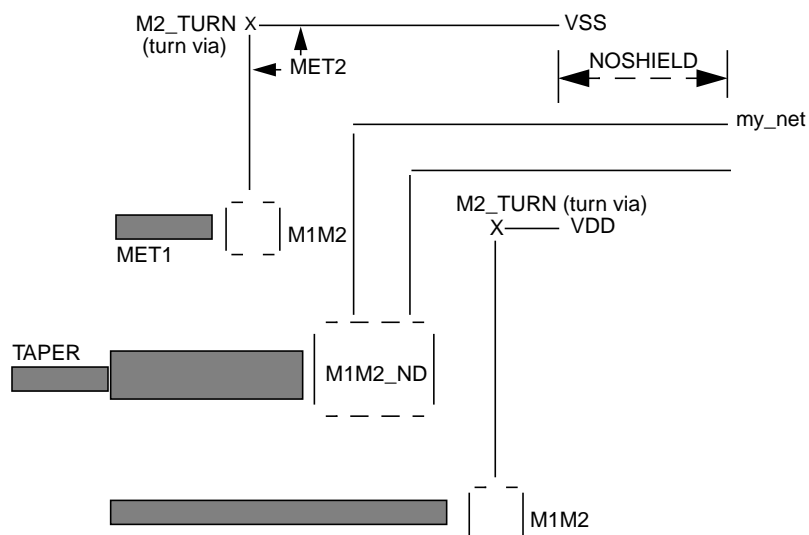 M2_TURN X VSS
(turn via)
MET2
NOSHIELD
my_net
M2_TURN (turn via)
X VDD
M1M2
MET1
TAPER
M1M2_ND
M1M2